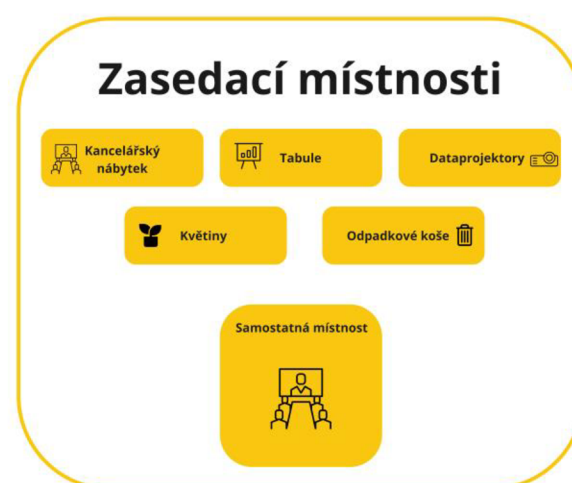 Zasedací místnosti
Kancelářský
nábytek
Tabule
Dataprojektory
Květiny
Odpadkové koše
Samostatná místnost